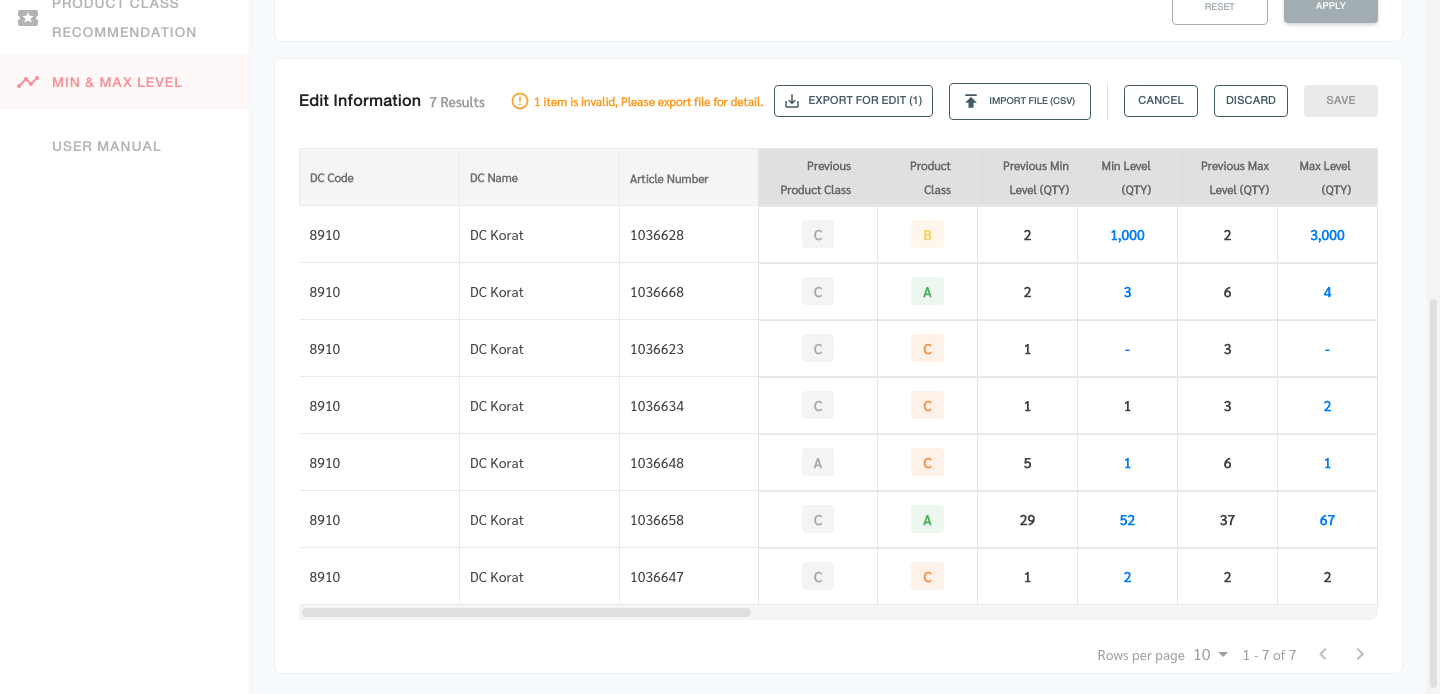 PRODUCT CLASS
RECOMMENDATION
MIN & MAX LEVEL
USER MANUAL
RESET
APPLY
Edit Information 7 Results
1 item is invalid, Please export file for detail.
EXPORT FOR EDIT (1)
IMPORT FILE (CSV)
CANCEL
DISCARD
SAVE
DC Code DC Name Article Number Previous Product Class Product Class Previous Min Level (QTY) Min Level (QTY) Previous Max Level (QTY) Max Level (QTY)
8910 DC Korat 1036628 C B 2 1,000 2 3,000
8910 DC Korat 1036668 C A 2 3 6 4
8910 DC Korat 1036623 C C 1 - 3 -
8910 DC Korat 1036634 C C 1 1 3 2
8910 DC Korat 1036648 A C 5 1 6 1
8910 DC Korat 1036658 C A 29 52 37 67
8910 DC Korat 1036647 C C 1 2 2 2
Rows per page 10 1 - 7 of 7